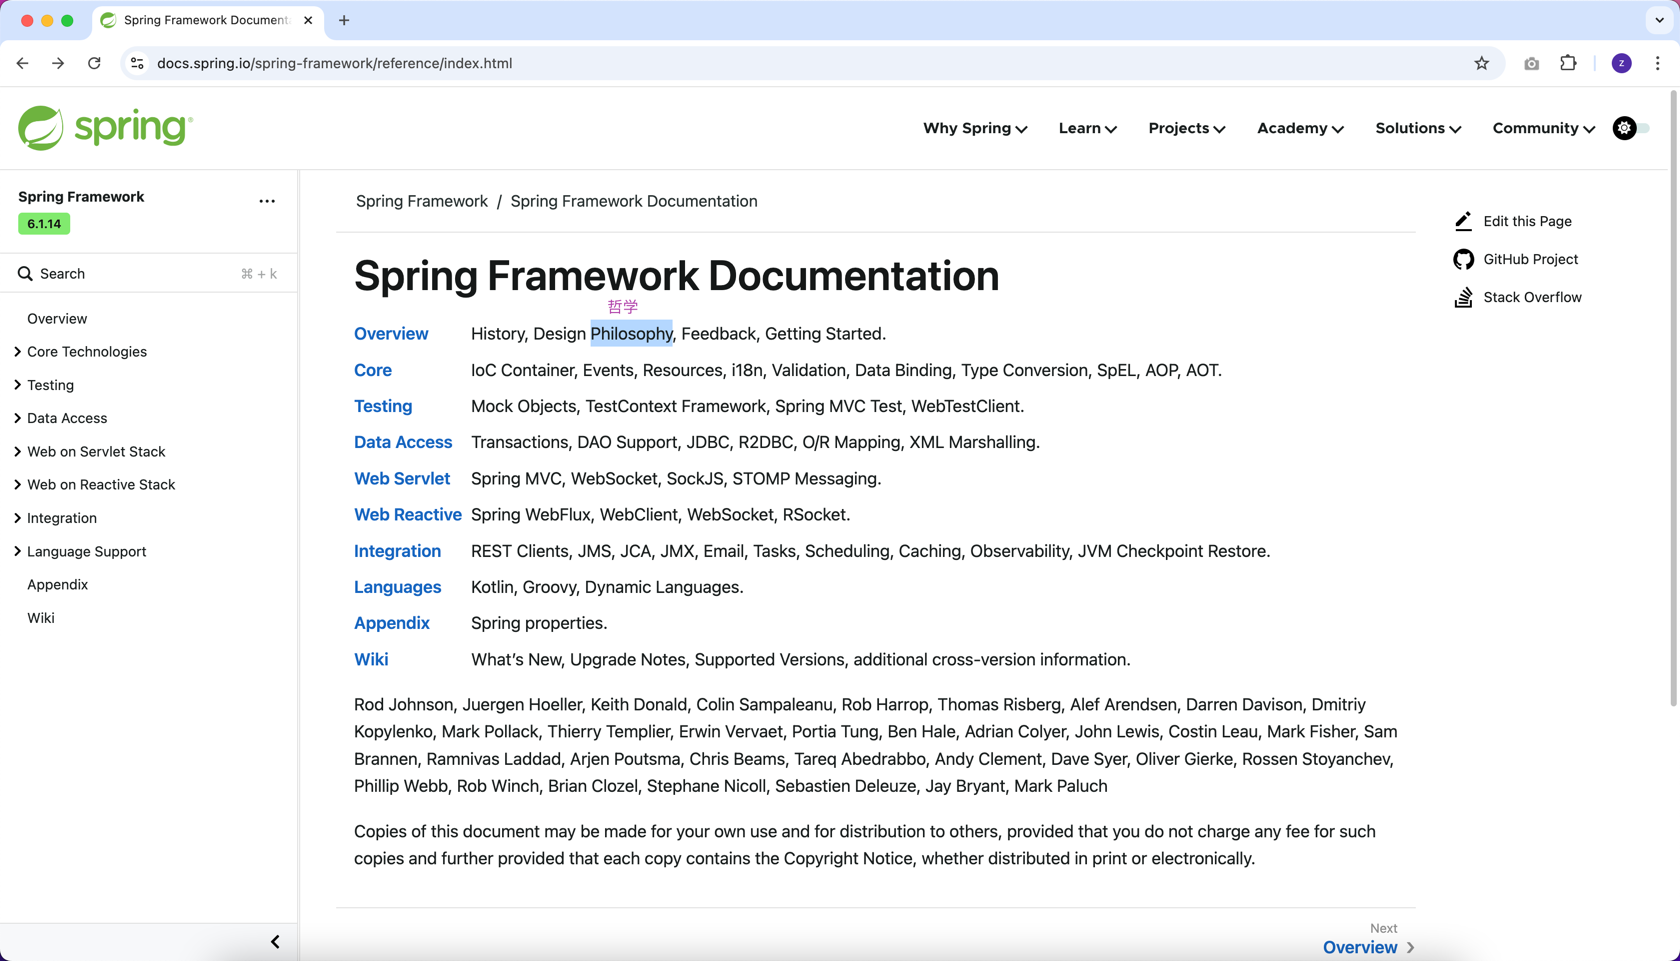 Spring Framework Document
docs.spring.io/spring-framework/reference/index.html
z
spring
Why Spring
Learn
Projects
Academy
Solutions
Community
Spring Framework
6.1.14
Search
⌘ + k
Overview
Core Technologies
Testing
Data Access
Web on Servlet Stack
Web on Reactive Stack
Integration
Language Support
Appendix
Wiki
Spring Framework / Spring Framework Documentation
Spring Framework Documentation
哲学
Overview History, Design Philosophy, Feedback, Getting Started.
Core IoC Container, Events, Resources, i18n, Validation, Data Binding, Type Conversion, SpEL, AOP, AOT.
Testing Mock Objects, TestContext Framework, Spring MVC Test, WebTestClient.
Data Access Transactions, DAO Support, JDBC, R2DBC, O/R Mapping, XML Marshalling.
Web Servlet Spring MVC, WebSocket, SockJS, STOMP Messaging.
Web Reactive Spring WebFlux, WebClient, WebSocket, RSocket.
Integration REST Clients, JMS, JCA, JMX, Email, Tasks, Scheduling, Caching, Observability, JVM Checkpoint Restore.
Languages Kotlin, Groovy, Dynamic Languages.
Appendix Spring properties.
Wiki What’s New, Upgrade Notes, Supported Versions, additional cross-version information.
Rod Johnson, Juergen Hoeller, Keith Donald, Colin Sampaleanu, Rob Harrop, Thomas Risberg, Alef Arendsen, Darren Davison, Dmitriy
Kopylenko, Mark Pollack, Thierry Templier, Erwin Vervaet, Portia Tung, Ben Hale, Adrian Colyer, John Lewis, Costin Leau, Mark Fisher, Sam
Brannen, Ramnivas Laddad, Arjen Poutsma, Chris Beams, Tareq Abedrabbo, Andy Clement, Dave Syer, Oliver Gierke, Rossen Stoyanchev,
Phillip Webb, Rob Winch, Brian Clozel, Stephane Nicoll, Sebastien Deleuze, Jay Bryant, Mark Paluch
Copies of this document may be made for your own use and for distribution to others, provided that you do not charge any fee for such
copies and further provided that each copy contains the Copyright Notice, whether distributed in print or electronically.
Next
Overview
Edit this Page
GitHub Project
Stack Overflow